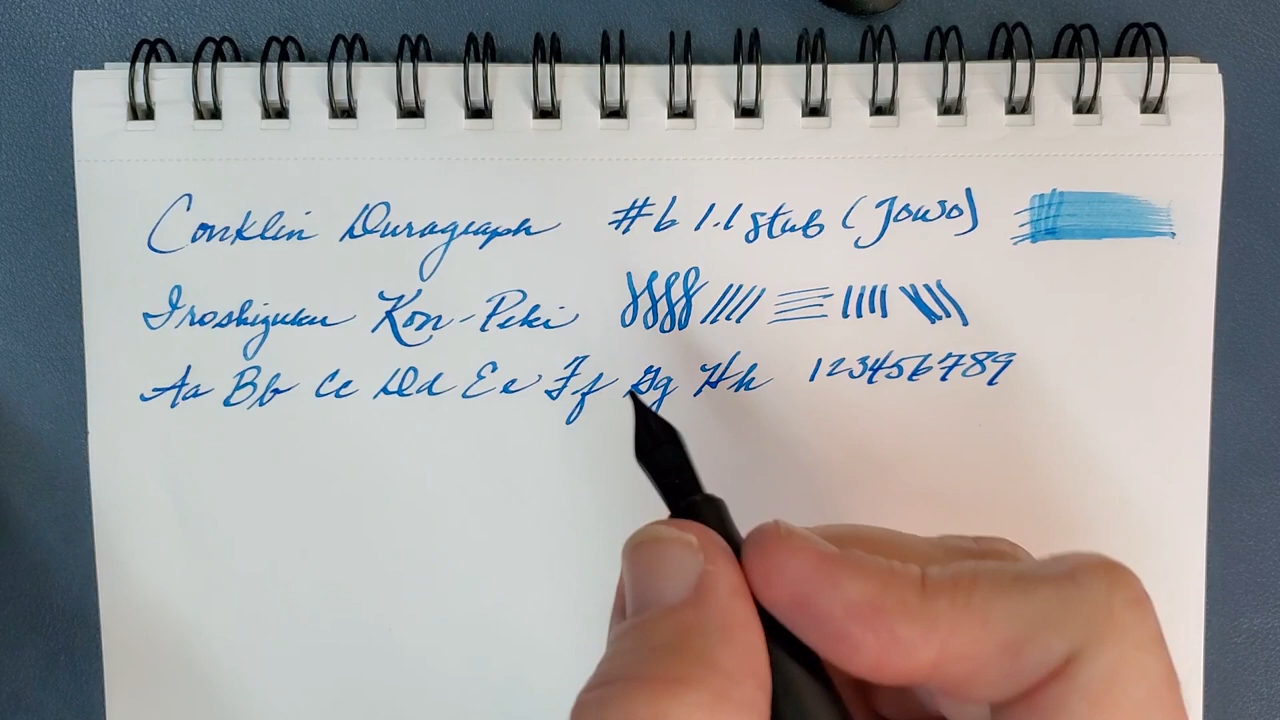 Conklin Duragraph #6 1.1 stub (Jowo)
Iroshizuku Kon-Peki
Aa Bb Cc Dd Ee Ff Gg Hh 123456789